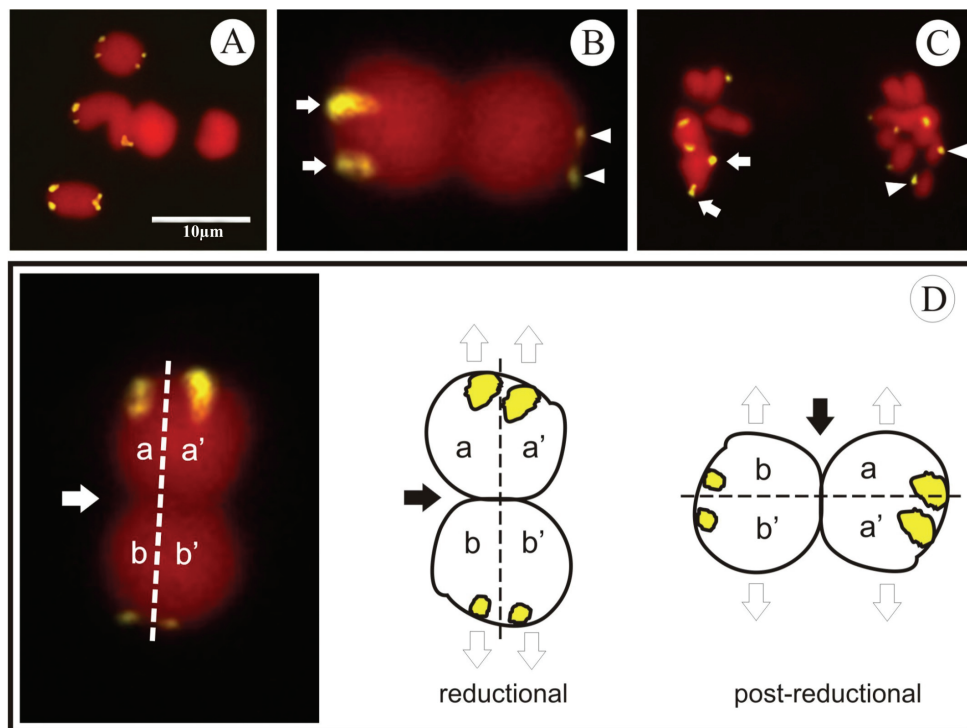 A
B
C
10µm
D
a a'
b b'
a a'
b b'
b a
b' a'
reductional
post-reductional